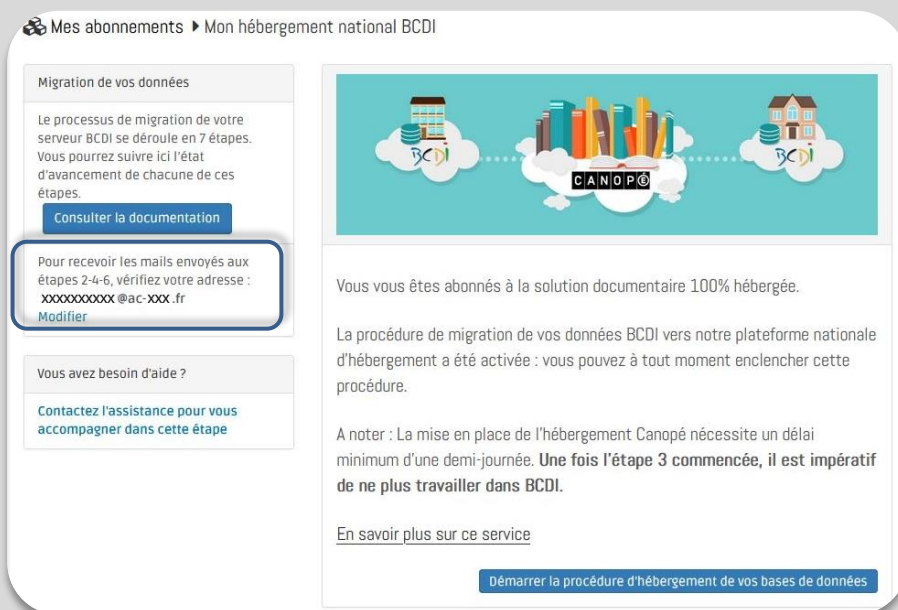 Mes abonnements ▸ Mon hébergement national BCDI
Migration de vos données
Le processus de migration de votre
serveur BCDI se déroule en 7 étapes.
Vous pourrez suivre ici l'état
d'avancement de chacune de ces
étapes.
Consulter la documentation
Pour recevoir les mails envoyés aux
étapes 2-4-6, vérifiez votre adresse :
XXXXXXXXXX @ac-XXX .fr
Modifier
Vous avez besoin d'aide ?
Contactez l'assistance pour vous
accompagner dans cette étape
BCDI
CANOPÉ
BCDI
Vous vous êtes abonnés à la solution documentaire 100% hébergée.
La procédure de migration de vos données BCDI vers notre plateforme nationale
d'hébergement a été activée : vous pouvez à tout moment enclencher cette
procédure.
A noter : La mise en place de l'hébergement Canopé nécessite un délai
minimum d'une demi-journée. Une fois l'étape 3 commencée, il est impératif
de ne plus travailler dans BCDI.
En savoir plus sur ce service
Démarrer la procédure d'hébergement de vos bases de données